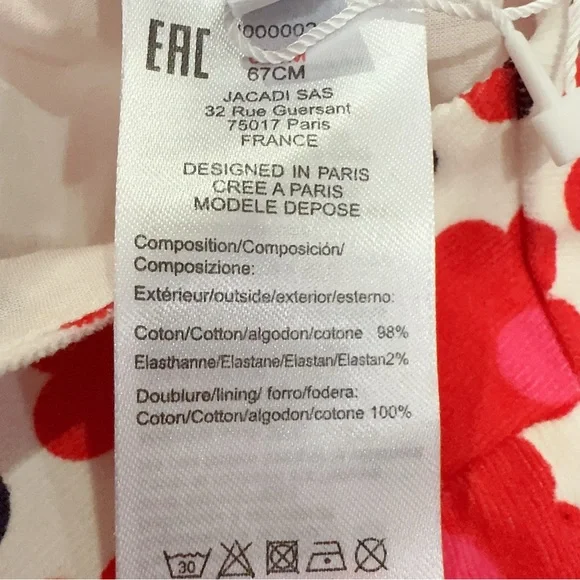 EAC
67CM
JACADI SAS
32 Rue Guersant
75017 Paris
FRANCE
DESIGNED IN PARIS
CREE A PARIS
MODELE DEPOSE
Composition/Composición/
Composizione:
Extérieur/outside/exterior/esterno:
Coton/Cotton/algodon/cotone 98%
Elasthanne/Elastane/Elastan/Elastan2%
Doublure/lining/ forro/fodera:
Coton/Cotton/algodon/cotone 100%
30